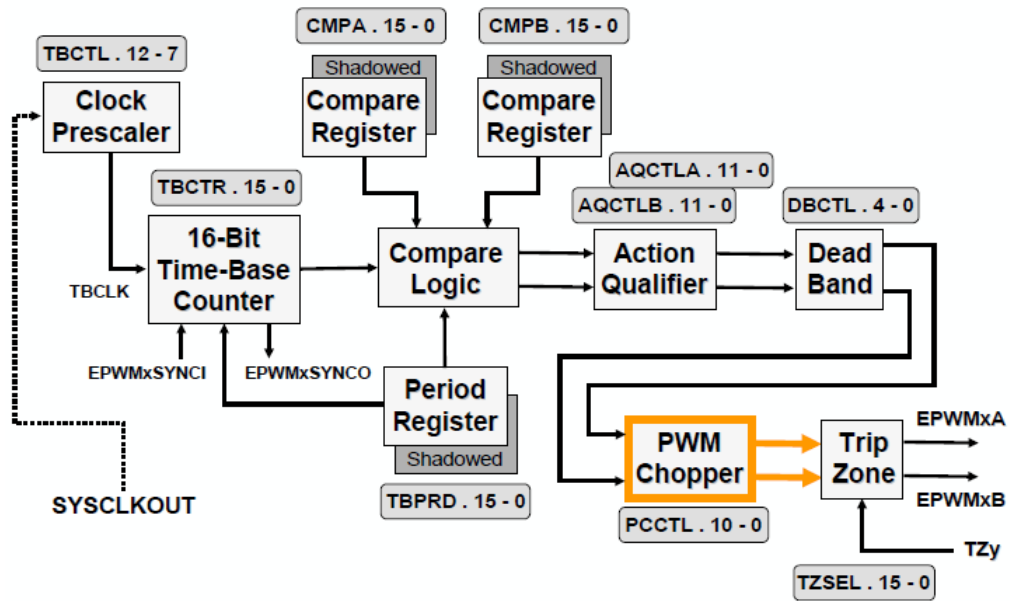 CMPA . 15 - 0
CMPB . 15 - 0
TBCTL . 12 - 7
Shadowed
Shadowed
Clock
Prescaler
Compare
Register
Compare
Register
AQCTLA . 11 - 0
TBCTR . 15 - 0
AQCTLB . 11 - 0
DBCTL . 4 - 0
16-Bit
Time-Base
Counter
Compare
Logic
Action
Qualifier
Dead
Band
TBCLK
EPWMxSYNCI
EPWMxSYNCO
Period
Register
Shadowed
TBPRD . 15 - 0
SYSCLKOUT
PWM
Chopper
PCCTL . 10 - 0
Trip
Zone
EPWMxA
EPWMxB
TZy
TZSEL . 15 - 0